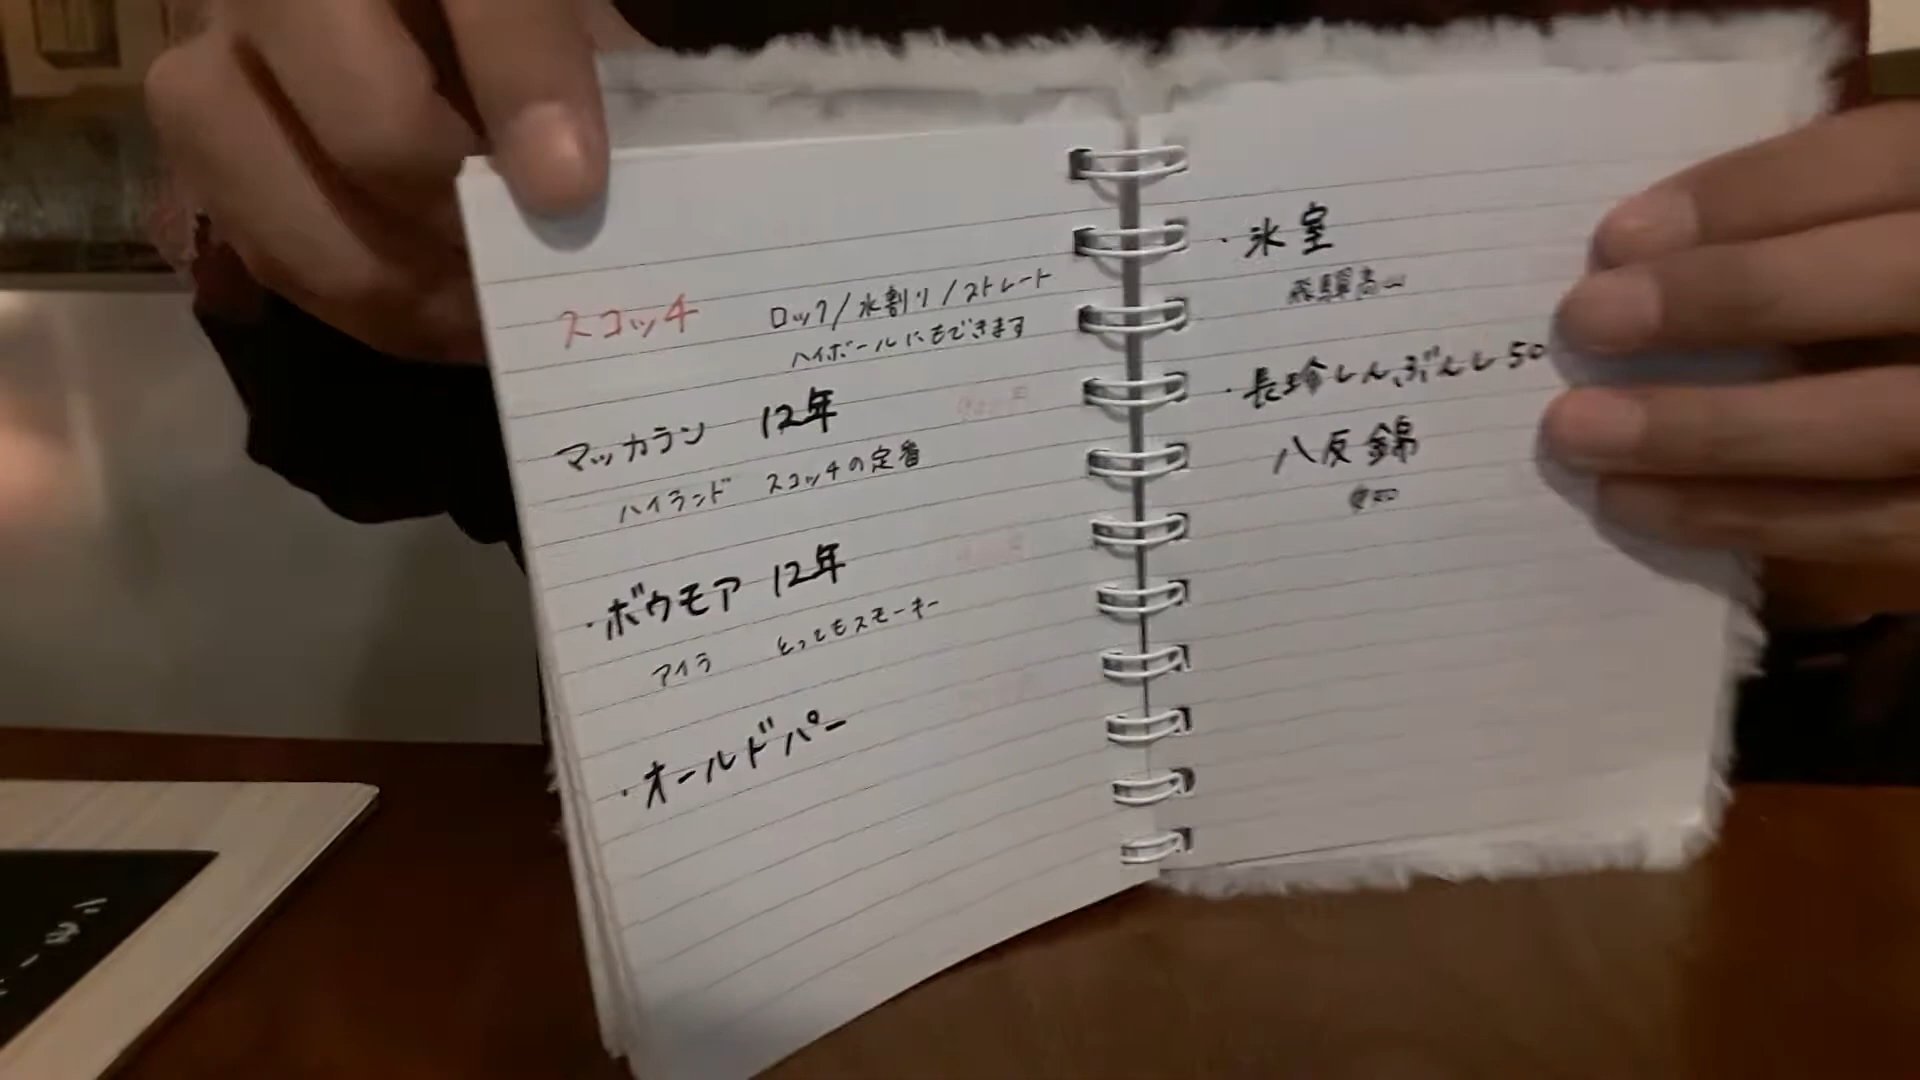 スコッチ ロック/水割り/ストレート
ハイボールにもできます
マッカラン 12年
ハイランド スコッチの定番
・ボウモア 12年
アイラ とってもスモーキー
・オールドパー
・氷室
飛騨高山
・長珍しんぶんし50
八反錦
愛知